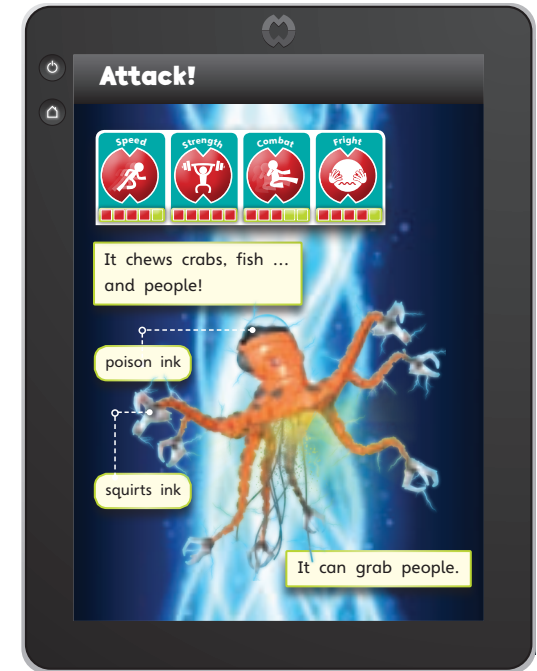 Attack!
Speed
Strength
Combat
Fright
It chews crabs, fish ...
and people!
poison ink
squirts ink
It can grab people.